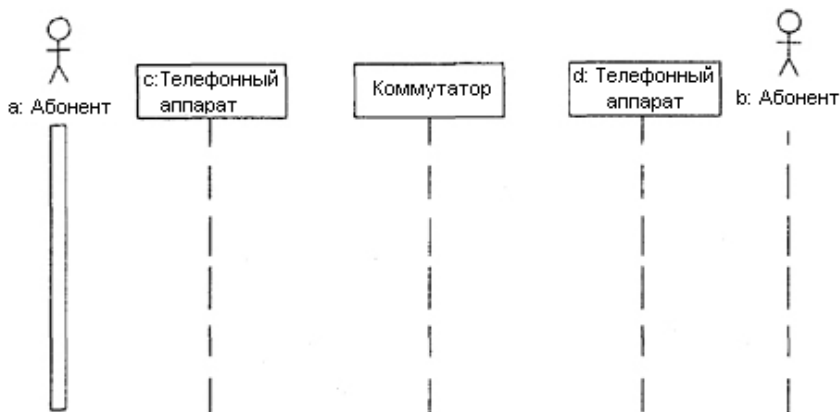 a: Абонент
c:Телефонный
аппарат
Коммутатор
d: Телефонный
аппарат
b: Абонент